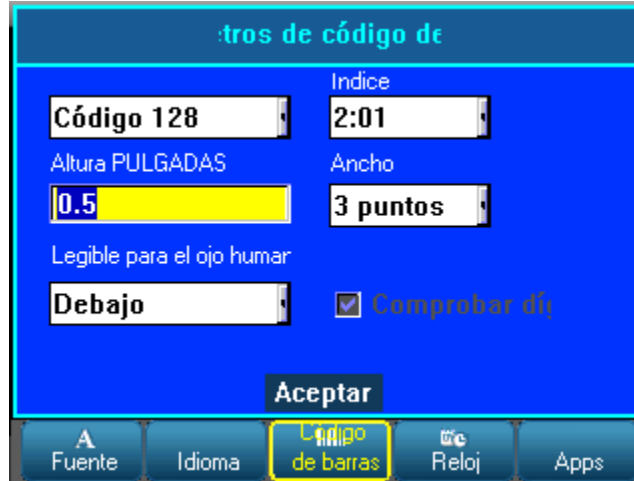 tros de código de
Indice
Código 128
2:01
Altura PULGADAS
Ancho
0.5
3 puntos
Legible para el ojo humar
Debajo
Comprobar díg
Aceptar
Fuente
Idioma
Código
de barras
Reloj
Apps